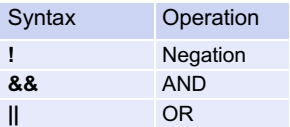 Syntax Operation
! Negation
&& AND
|| OR